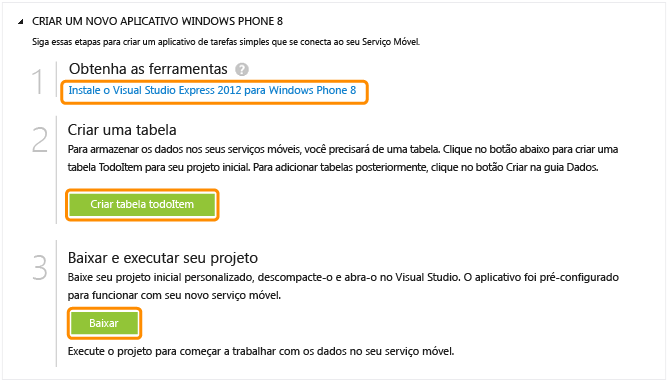 CRIAR UM NOVO APLICATIVO WINDOWS PHONE 8
Siga essas etapas para criar um aplicativo de tarefas simples que se conecta ao seu Serviço Móvel.
1
Obtenha as ferramentas ?
Instale o Visual Studio Express 2012 para Windows Phone 8
2
Criar uma tabela
Para armazenar os dados nos seus serviços móveis, você precisará de uma tabela. Clique no botão abaixo para criar uma
tabela TodoItem para seu projeto inicial. Para adicionar tabelas posteriormente, clique no botão Criar na guia Dados.
Criar tabela todoItem
3
Baixar e executar seu projeto
Baixe seu projeto inicial personalizado, descompacte-o e abra-o no Visual Studio. O aplicativo foi pré-configurado
para funcionar com seu novo serviço móvel.
Baixar
Execute o projeto para começar a trabalhar com os dados no seu serviço móvel.